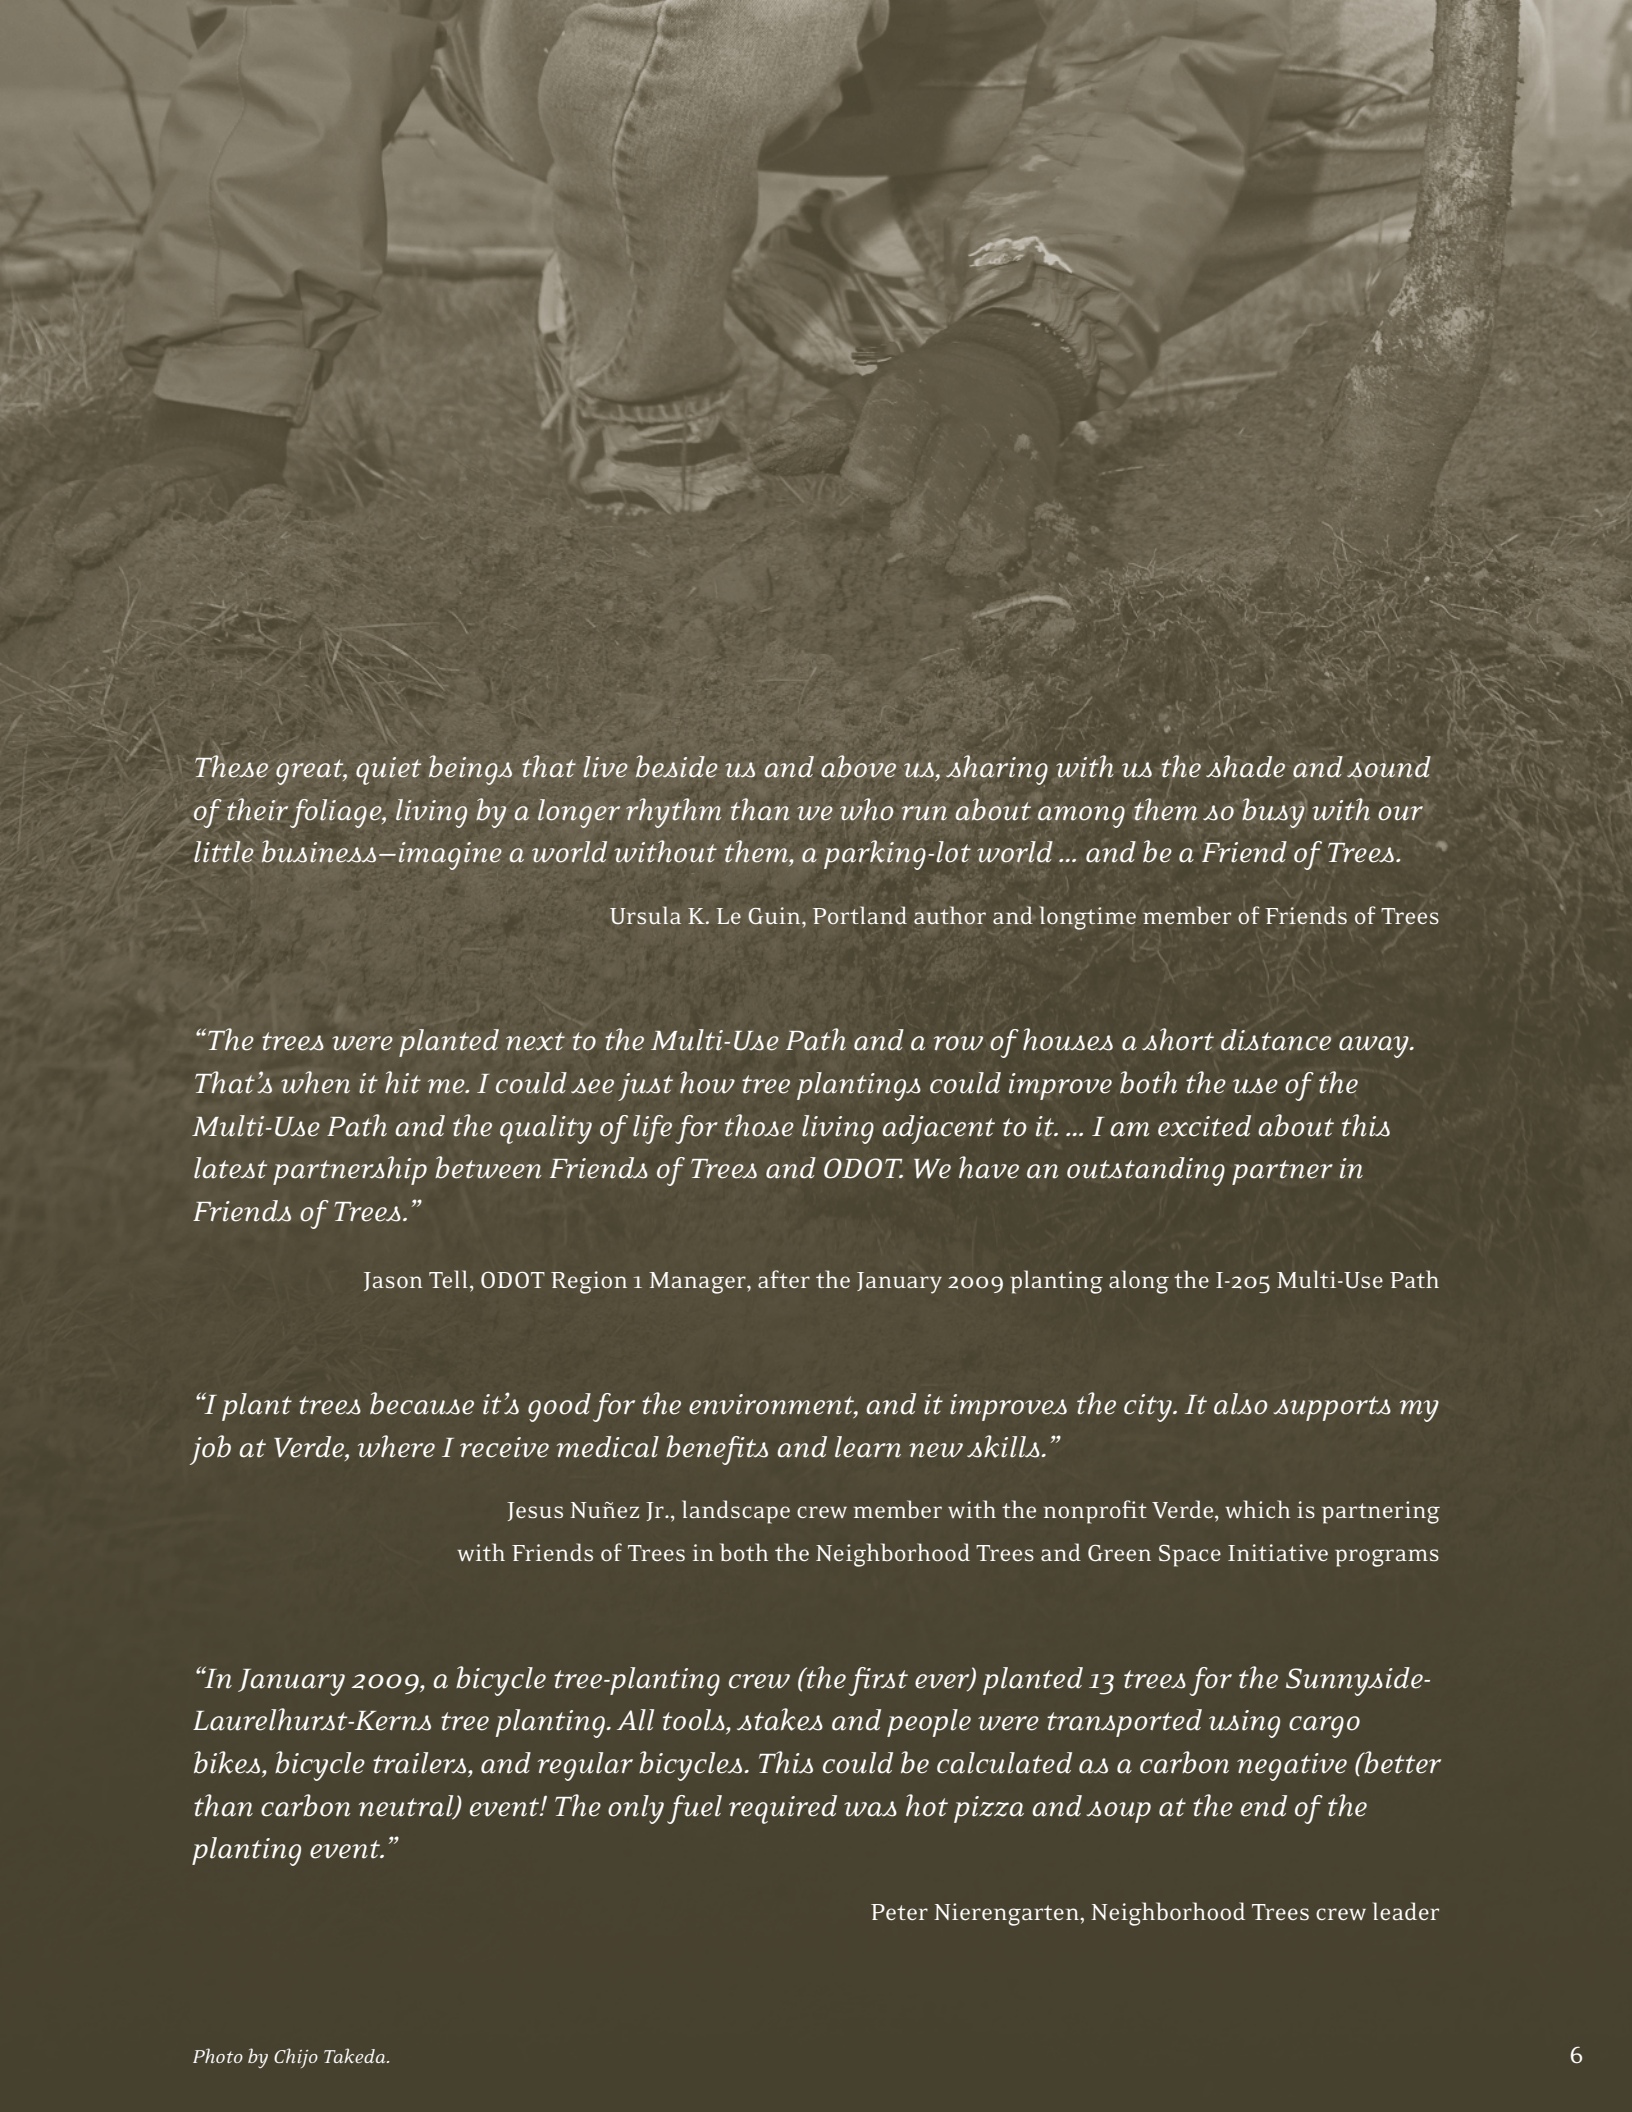 These great, quiet beings that live beside us and above us, sharing with us the shade and sound
of their foliage, living by a longer rhythm than we who run about among them so busy with our
little business—imagine a world without them, a parking-lot world ... and be a Friend of Trees.
Ursula K. Le Guin, Portland author and longtime member of Friends of Trees
“The trees were planted next to the Multi-Use Path and a row of houses a short distance away.
That’s when it hit me. I could see just how tree plantings could improve both the use of the
Multi-Use Path and the quality of life for those living adjacent to it. ... I am excited about this
latest partnership between Friends of Trees and ODOT. We have an outstanding partner in
Friends of Trees.”
Jason Tell, ODOT Region 1 Manager, after the January 2009 planting along the I-205 Multi-Use Path
“I plant trees because it’s good for the environment, and it improves the city. It also supports my
job at Verde, where I receive medical benefits and learn new skills.”
Jesus Nuñez Jr., landscape crew member with the nonprofit Verde, which is partnering
with Friends of Trees in both the Neighborhood Trees and Green Space Initiative programs
“In January 2009, a bicycle tree-planting crew (the first ever) planted 13 trees for the Sunnyside-
Laurelhurst-Kerns tree planting. All tools, stakes and people were transported using cargo
bikes, bicycle trailers, and regular bicycles. This could be calculated as a carbon negative (better
than carbon neutral) event! The only fuel required was hot pizza and soup at the end of the
planting event.”
Peter Nierengarten, Neighborhood Trees crew leader
Photo by Chijo Takeda.
6